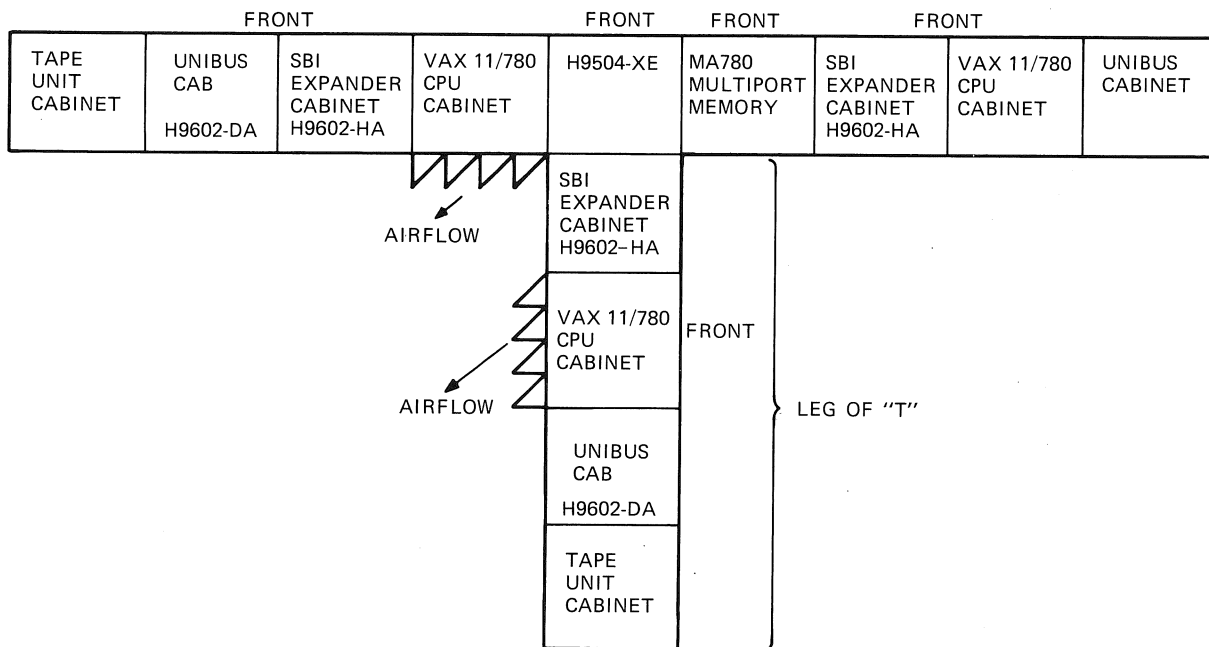 FRONT
FRONT
FRONT
FRONT
TAPE
UNIT
CABINET
UNIBUS
CAB
H9602-DA
SBI
EXPANDER
CABINET
H9602-HA
VAX 11/780
CPU
CABINET
H9504-XE
MA780
MULTIPORT
MEMORY
SBI
EXPANDER
CABINET
H9602-HA
VAX 11/780
CPU
CABINET
UNIBUS
CABINET
AIRFLOW
SBI
EXPANDER
CABINET
H9602-HA
AIRFLOW
VAX 11/780
CPU
CABINET
FRONT
LEG OF "T"
UNIBUS
CAB
H9602-DA
TAPE
UNIT
CABINET